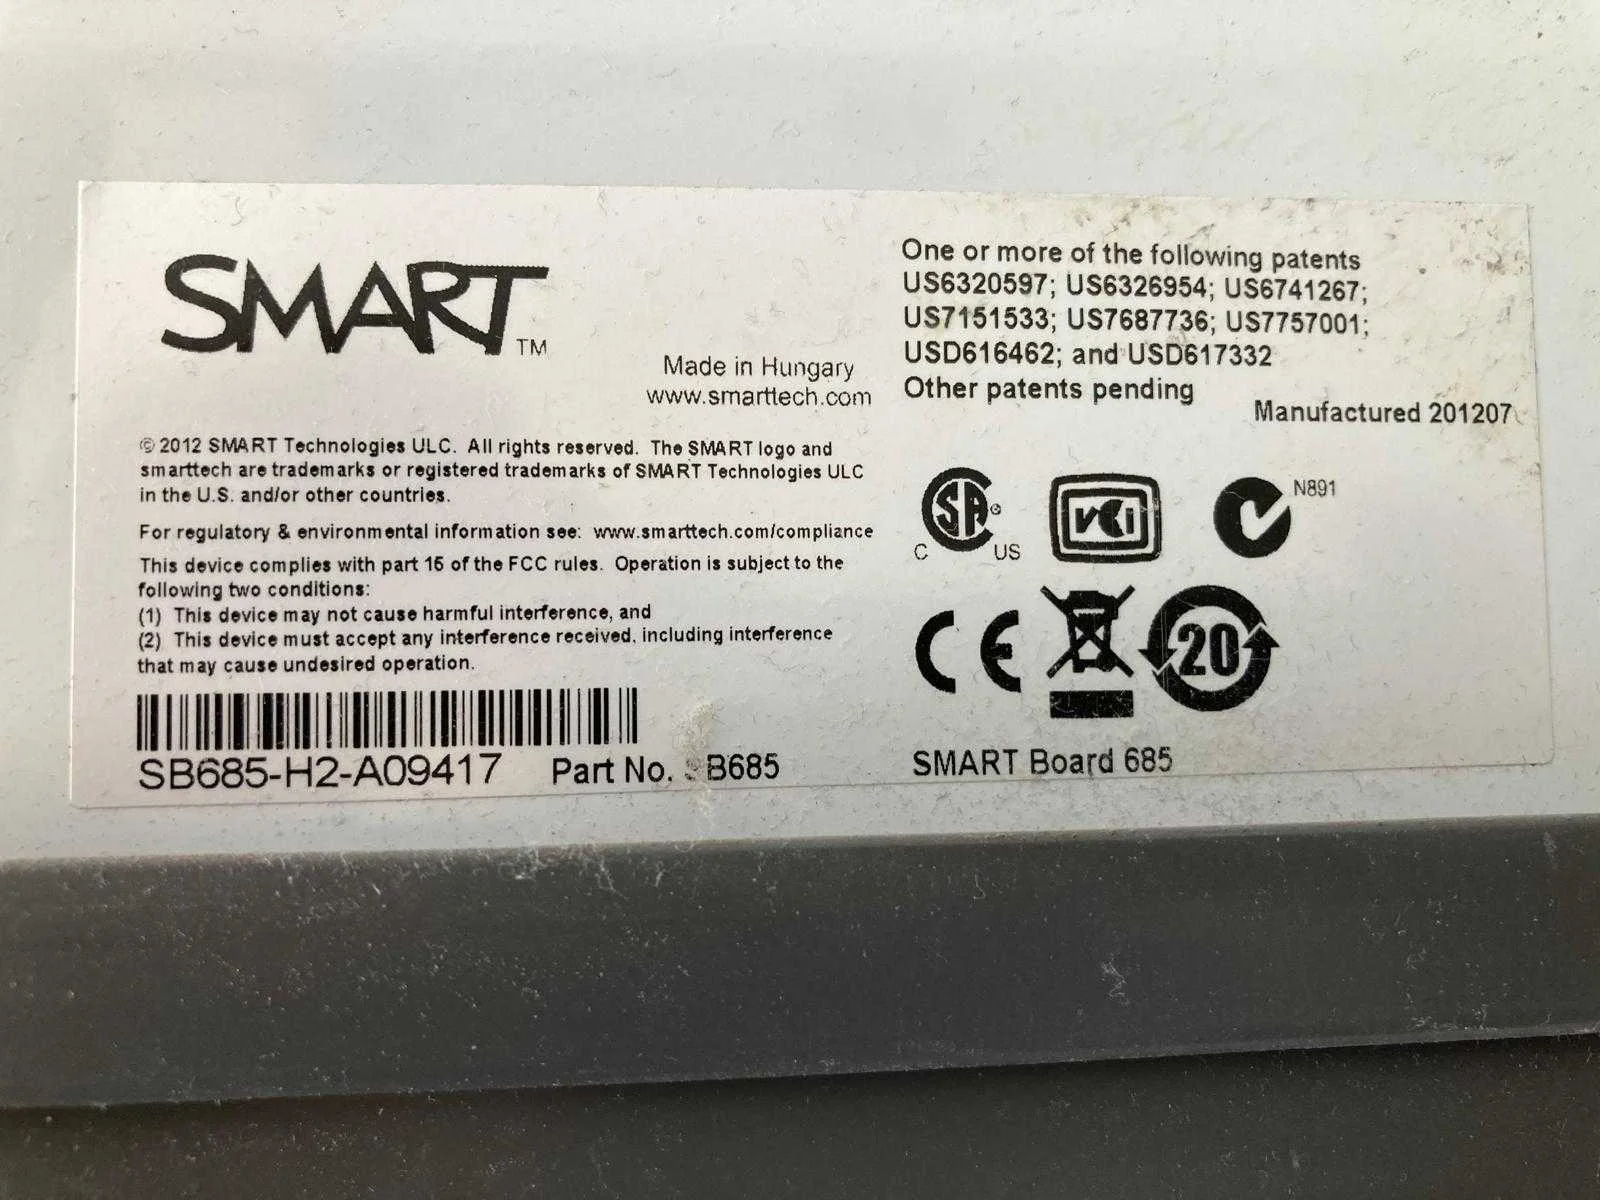 SMART
TM
Made in Hungary
www.smarttech.com
© 2012 SMART Technologies ULC. All rights reserved. The SMART logo and
smarttech are trademarks or registered trademarks of SMART Technologies ULC
in the U.S. and/or other countries.
For regulatory & environmental information see: www.smarttech.com/compliance
This device complies with part 15 of the FCC rules. Operation is subject to the
following two conditions:
(1) This device may not cause harmful interference, and
(2) This device must accept any interference received, including interference
that may cause undesired operation.
SB685-H2-A09417 Part No. SB685
One or more of the following patents
US6320597; US6326954; US6741267;
US7151533; US7687736; US7757001;
USD616462; and USD617332
Other patents pending
Manufactured 201207
SA ®
C US
VCI
N891
CE
20
SMART Board 685